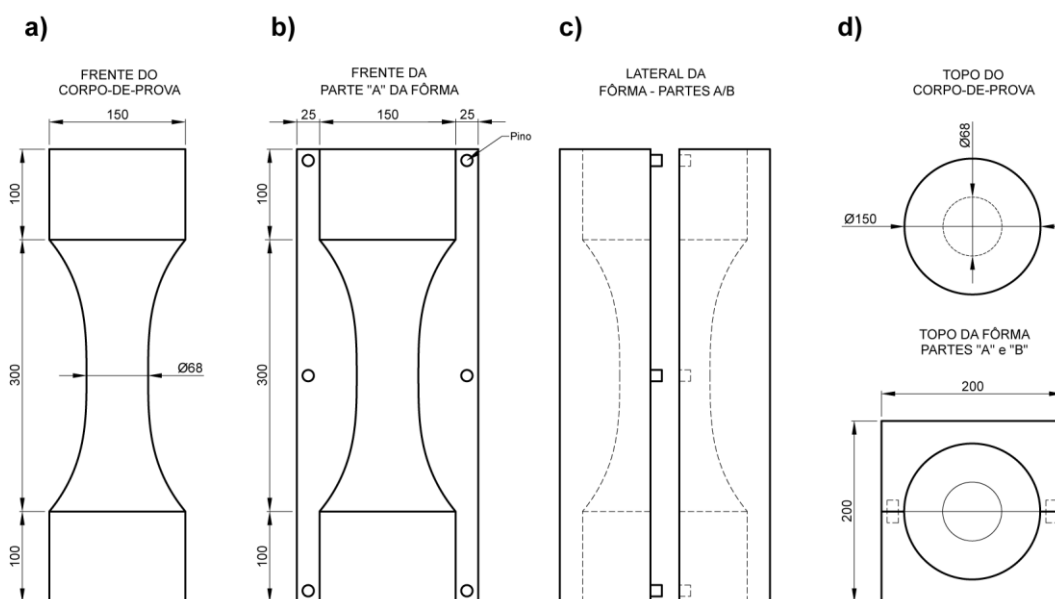 a)
FRENTE DO
CORPO-DE-PROVA
150
100
300
Ø68
100
b)
FRENTE DA
PARTE "A" DA FÔRMA
25
150
25
Pino
100
300
100
c)
LATERAL DA
FÔRMA - PARTES A/B
d)
TOPO DO
CORPO-DE-PROVA
Ø68
Ø150
TOPO DA FÔRMA
PARTES "A" e "B"
200
200